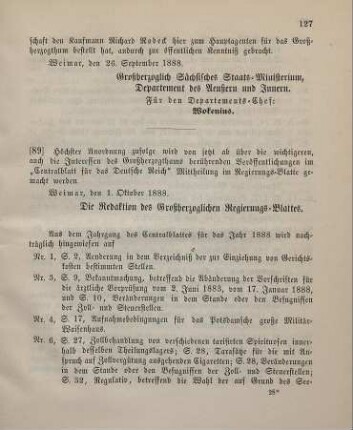 127
schaft den Kaufmann Richard Rodeck hier zum Hauptagenten für das Groß-
herzogthum bestellt hat, andurch zur öffentlichen Kenntniß gebracht.
Weimar, den 26. September 1888.
Großherzoglich Sächsisches Staats-Ministerium,
Departement des Aeußern und Innern.
Für den Departements-Chef:
Wokenius.
[89] Höchster Anordnung zufolge wird von jetzt ab über die wichtigeren,
auch die Interessen des Großherzogthums berührenden Veröffentlichungen im
„Centralblatt für das Deutsche Reich" Mittheilung im Regierungs-Blatte ge-
macht werden.
Weimar, den 1. Oktober 1888.
Die Redaktion des Großherzoglichen Regierungs-Blattes.
Aus dem Jahrgang des Centralblattes für das Jahr 1888 wird noch
nachträglich hingewiesen auf
Nr. 1, S. 2, Aenderung in dem Verzeichniß der zur Einziehung von Gerichts-
kosten bestimmten Stellen.
Nr. 3, S. 9, Bekanntmachung, betreffend die Abänderung der Vorschriften für
die ärztliche Vorprüfung vom 2. Juni 1883, vom 17. Januar 1888,
und S. 10, Veränderungen in dem Stande oder den Befugnissen
der Zoll- und Steuerstellen.
Nr. 4, S. 17, Aufnahmebedingungen für das Potsdamsche große Militär-
Waisenhaus.
Nr. 6, S. 27, Zollbehandlung von verschiedenen tarifirten Spirituosen inner-
halb desselben Theilungslagers; S. 28, Tarasätze für die mit An-
spruch auf Zollvergütung ausgehenden Cigaretten; S. 28, Veränderungen
in dem Stande oder den Befugnissen der Zoll- und Steuerstellen;
S. 32, Regulativ, betreffend die Wahl der auf Grund des See-
28*